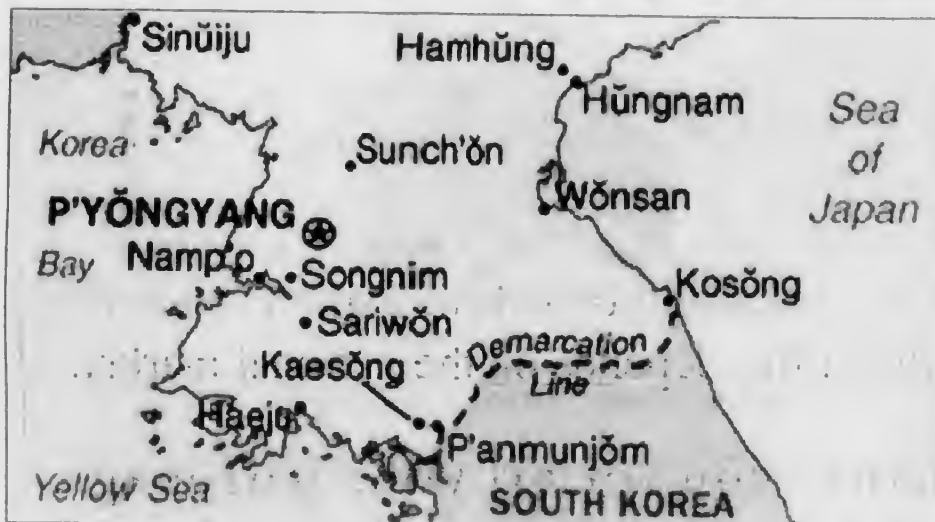 Sinŭiju
Hamhŭng
Hŭngnam
Korea
Sea
of
Japan
Sunch'ŏn
P'YŎNGYANG
Wŏnsan
Bay
Namp'o
Songnim
Kosŏng
Sariwŏn
Demarcation
Line
Kaesŏng
Haeju
P'anmunjŏm
Yellow Sea
SOUTH KOREA